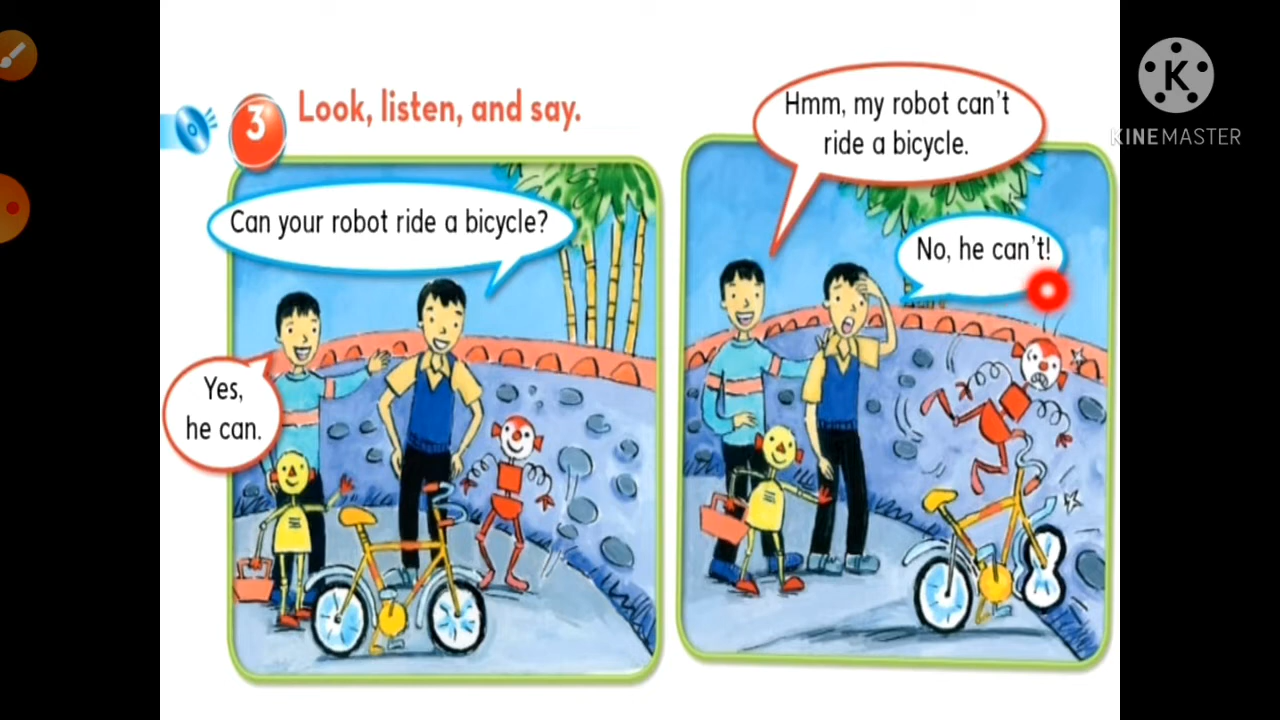 3
Look, listen, and say.
Can your robot ride a bicycle?
Yes,
he can.
Hmm, my robot can't
ride a bicycle.
No, he can't!
K
KINEMASTER